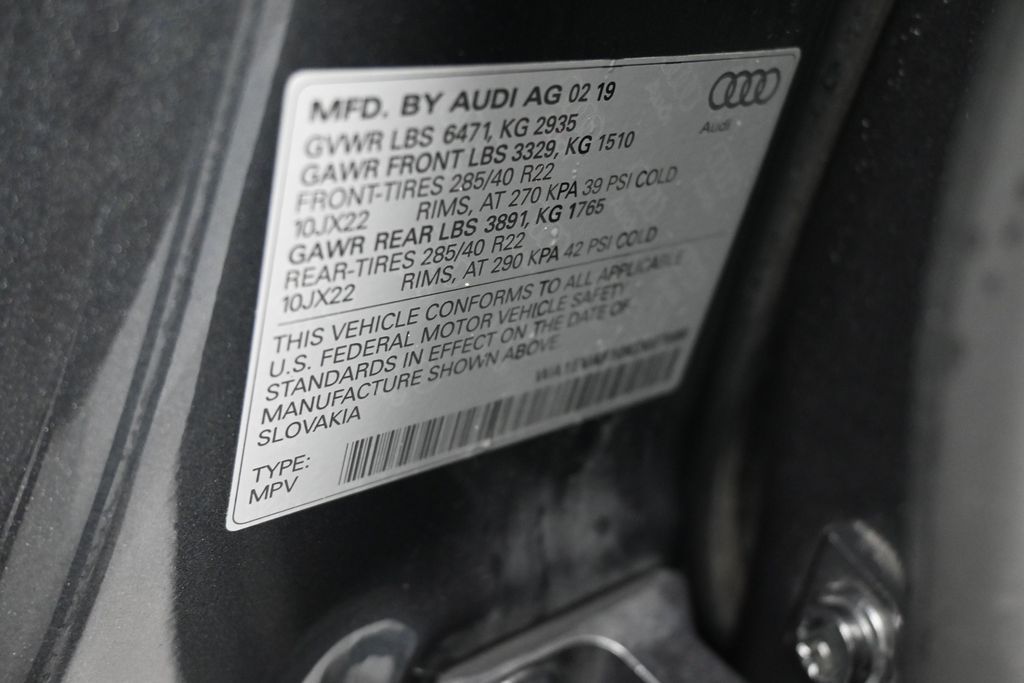 MFD. BY AUDI AG 02 19
Audi
GVWR LBS 6471, KG 2935
GAWR FRONT LBS 3329, KG 1510
FRONT-TIRES 285/40 R22
10JX22 RIMS, AT 270 KPA 39 PSI COLD
GAWR REAR LBS 3891, KG 1765
REAR-TIRES 285/40 R22
10JX22 RIMS, AT 290 KPA 42 PSI COLD
THIS VEHICLE CONFORMS TO ALL APPLICABLE
U.S. FEDERAL MOTOR VEHICLE SAFETY
STANDARDS IN EFFECT ON THE DATE OF
MANUFACTURE SHOWN ABOVE.
SLOVAKIA
TYPE:
MPV